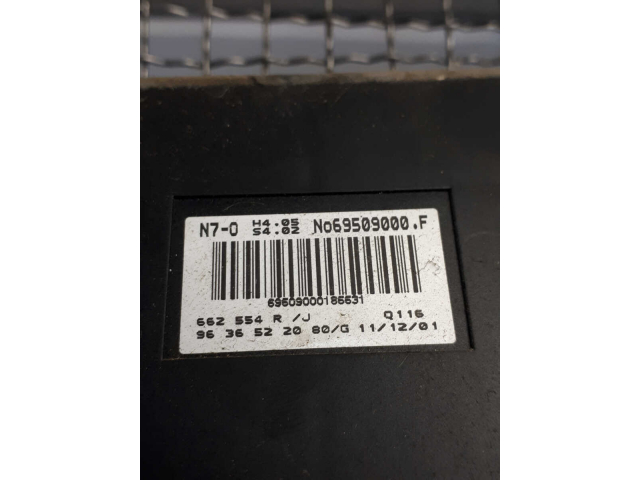 N7-0 H4.05 No69509000.F
S4.02
69609000186631
662 554 R /J - Q116
96 36 52 20 80/G 11/12/01